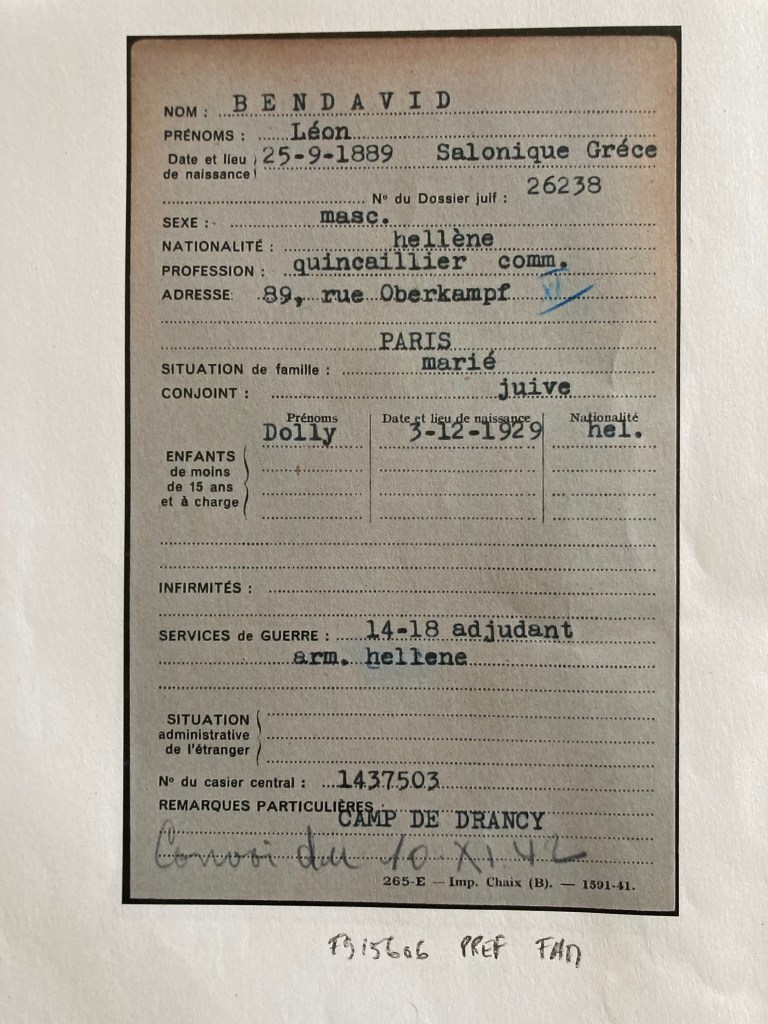 NOM : BENDAVID
PRÉNOMS : Léon
Date et lieu de naissance 25-9-1889 Salonique Gréce
N° du Dossier juif : 26238
SEXE : masc.
NATIONALITÉ : hellène
PROFESSION : quincaillier comm.
ADRESSE: 89, rue Oberkampf XI
PARIS
SITUATION de famille : marié
CONJOINT : juive
Prénoms Date et lieu de naissance Nationalité
Dolly 3-12-1929 hel.
ENFANTS
de moins
de 15 ans
et à charge
INFIRMITÉS :
SERVICES de GUERRE : 14-18 adjudant
arm. hellene
SITUATION
administrative
de l'étranger
N° du casier central : 1437503
REMARQUES PARTICULIÈRES :
CAMP DE DRANCY
Convoi du 10 XI 42
265-E — Imp. Chaix (B). — 1591-41.
F9 15606 PREF FAM